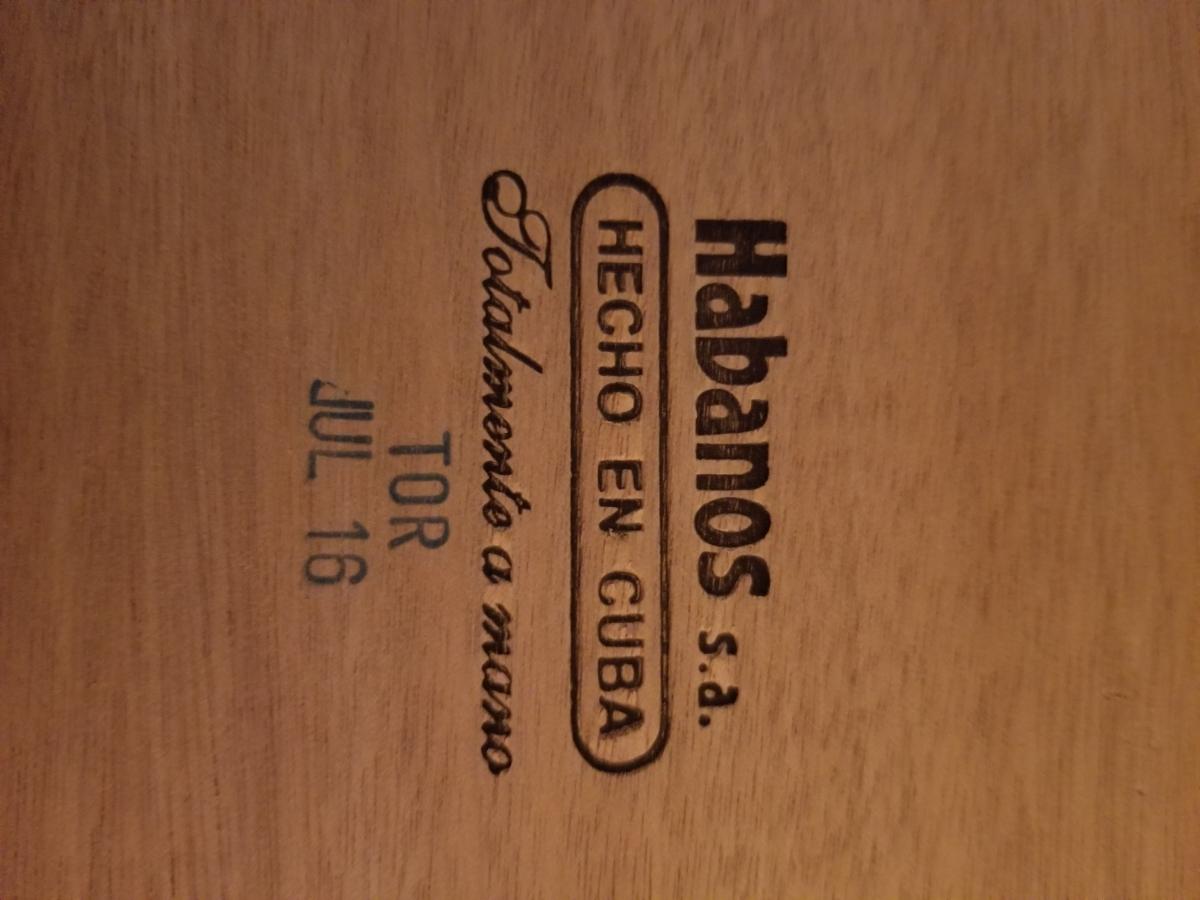 Habanos s.a.
HECHO EN CUBA
Totalmente a mano
TOR
JUL 16